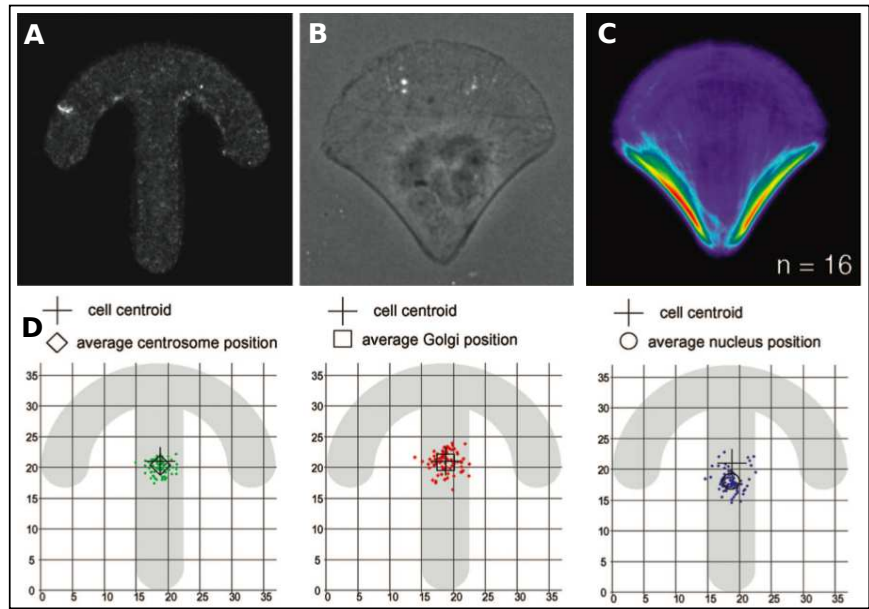 A
B
C
n = 16
D
cell centroid
average centrosome position
35
30
25
20
15
10
5
0
0 5 10 15 20 25 30 35
cell centroid
average Golgi position
35
30
25
20
15
10
5
0
0 5 10 15 20 25 30 35
cell centroid
average nucleus position
35
30
25
20
15
10
5
0
0 5 10 15 20 25 30 35